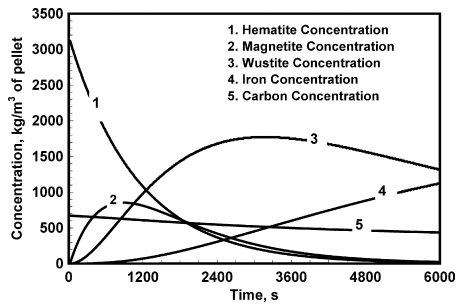 3500
3000
2500
2000
1500
1000
500
0
Concentration, kg/m³ of pellet
1. Hematite Concentration
2. Magnetite Concentration
3. Wustite Concentration
4. Iron Concentration
5. Carbon Concentration
1
2
3
4
5
0 1200 2400 3600 4800 6000
Time, s